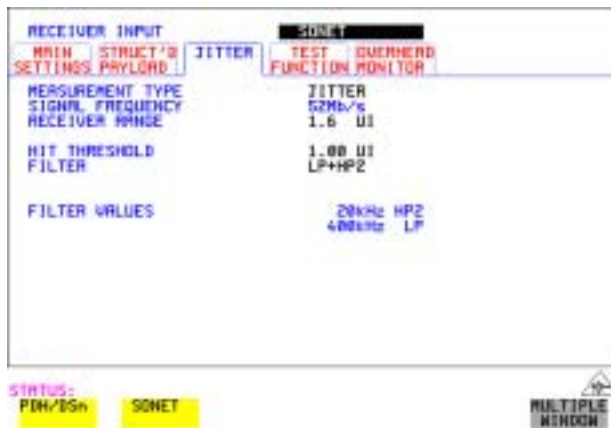 RECEIVER INPUT SONET
MAIN SETTINGS STRUCT'D PAYLOAD JITTER TEST FUNCTION OVERHEAD MONITOR
MEASUREMENT TYPE JITTER
SIGNAL FREQUENCY 52Mb/s
RECEIVER RANGE 1.6 UI
HIT THRESHOLD 1.00 UI
FILTER LP+HP2
FILTER VALUES 20kHz HP2
400kHz LP
STATUS:
PDH/DSn SONET MULTIPLE WINDOW